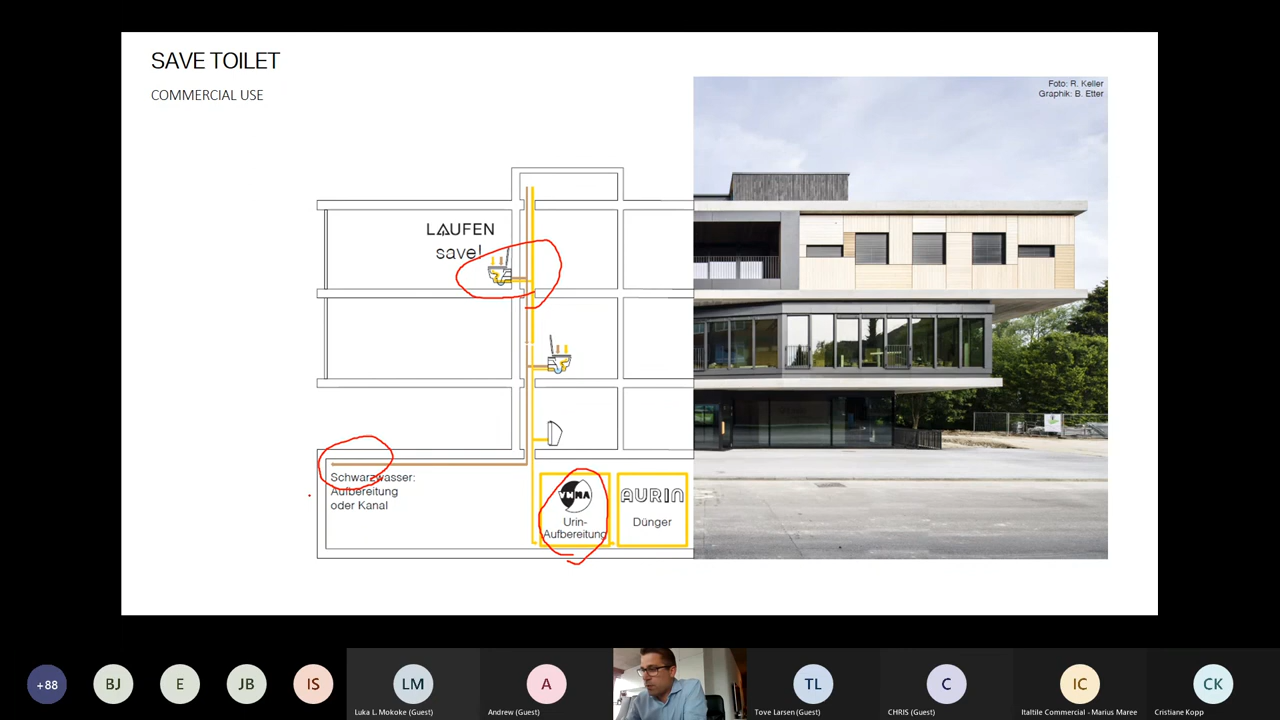 SAVE TOILET
COMMERCIAL USE
Foto: R. Keller
Graphik: B. Etter
LAUFEN
save!
Schwarzwasser:
Aufbereitung
oder Kanal
VUNA
Urin-
Aufbereitung
AURIN
Dünger
+88
BJ
E
JB
IS
LM
A
TL
C
IC
CK
Luka L. Mokoke (Guest)
Andrew (Guest)
Tove Larsen (Guest)
CHRIS (Guest)
Italtile Commercial - Marius Maree
Cristiane Kopp